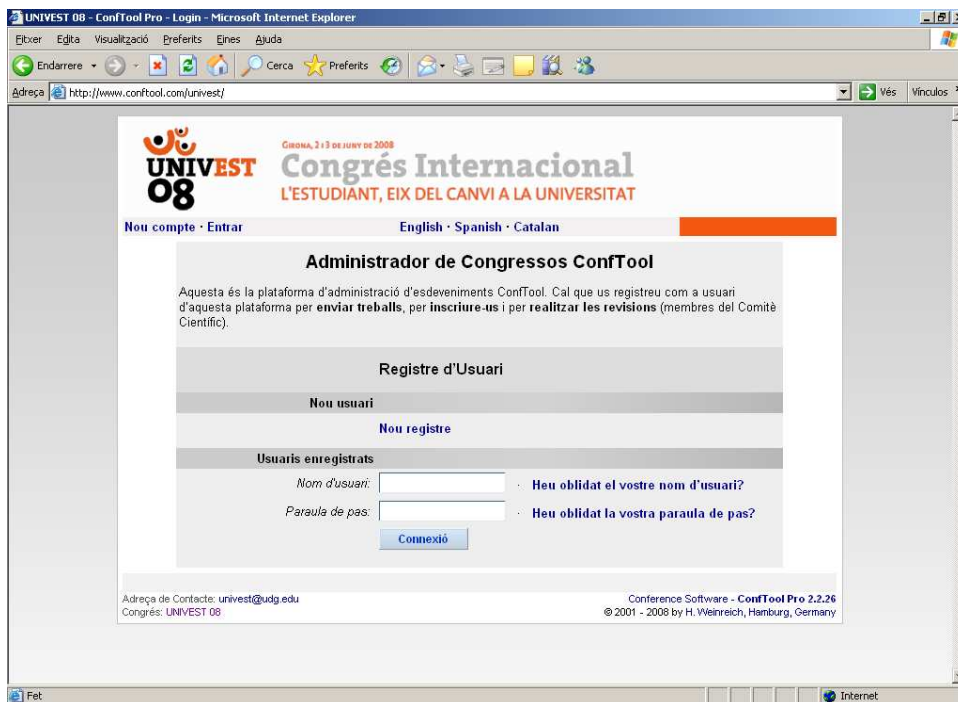 UNIVEST 08 - ConfTool Pro - Login - Microsoft Internet Explorer
Fitxer Edita Visualització Preferits Eines Ajuda
Endarrere Cerca Preferits
Adreça http://www.conftool.com/univest/ Vés Vínculos
UNIVEST 08
GIRONA, 2 I 3 DE JUNY DE 2008
Congrés Internacional
L'ESTUDIANT, EIX DEL CANVI A LA UNIVERSITAT
Nou compte · Entrar English · Spanish · Catalan
Administrador de Congressos ConfTool
Aquesta és la plataforma d'administració d'esdeveniments ConfTool. Cal que us registreu com a usuari
d'aquesta plataforma per enviar treballs, per inscriure-us i per realitzar les revisions (membres del Comitè
Científic).
Registre d'Usuari
Nou usuari
Nou registre
Usuaris enregistrats
Nom d'usuari: · Heu oblidat el vostre nom d'usuari?
Paraula de pas: · Heu oblidat la vostra paraula de pas?
Connexió
Adreça de Contacte: univest@udg.edu Conference Software - ConfTool Pro 2.2.26
Congrés: UNIVEST 08 © 2001 - 2008 by H. Weinreich, Hamburg, Germany
Fet Internet